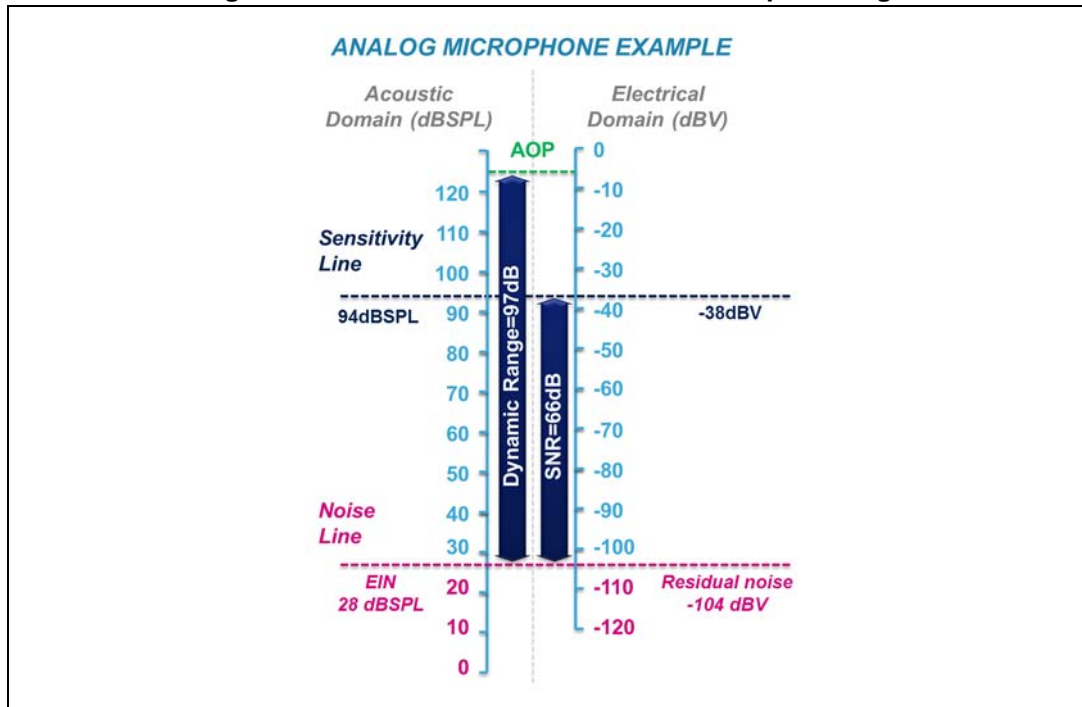 ANALOG MICROPHONE EXAMPLE
Acoustic
Domain (dBSPL)
Electrical
Domain (dBV)
AOP
0
120
-10
110
-20
Sensitivity
Line
100
-30
94dBSPL
90
-40
-38dBV
80
-50
70
-60
60
-70
50
-80
40
-90
30
-100
Dynamic Range=97dB
SNR=66dB
Noise
Line
EIN
28 dBSPL
20
-110
Residual noise
-104 dBV
10
-120
0